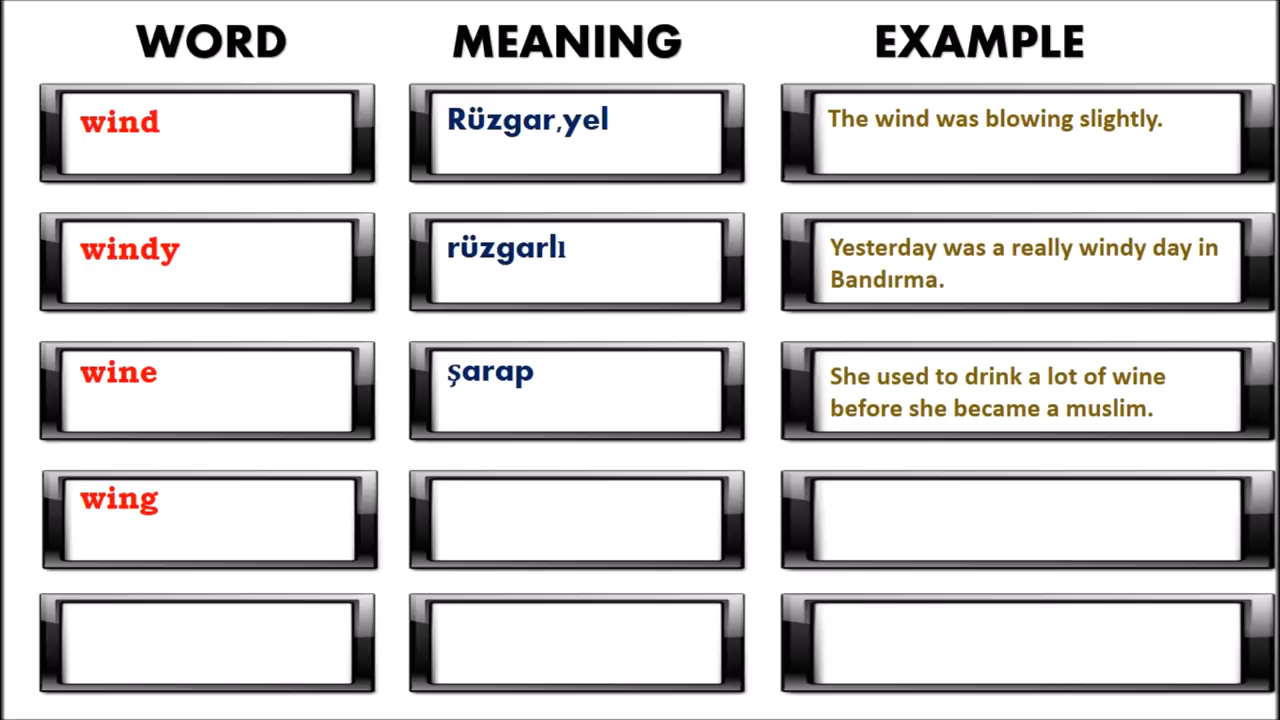 WORD MEANING EXAMPLE
wind Rüzgar,yel The wind was blowing slightly.
windy rüzgarlı Yesterday was a really windy day in
Bandırma.
wine şarap She used to drink a lot of wine
before she became a muslim.
wing